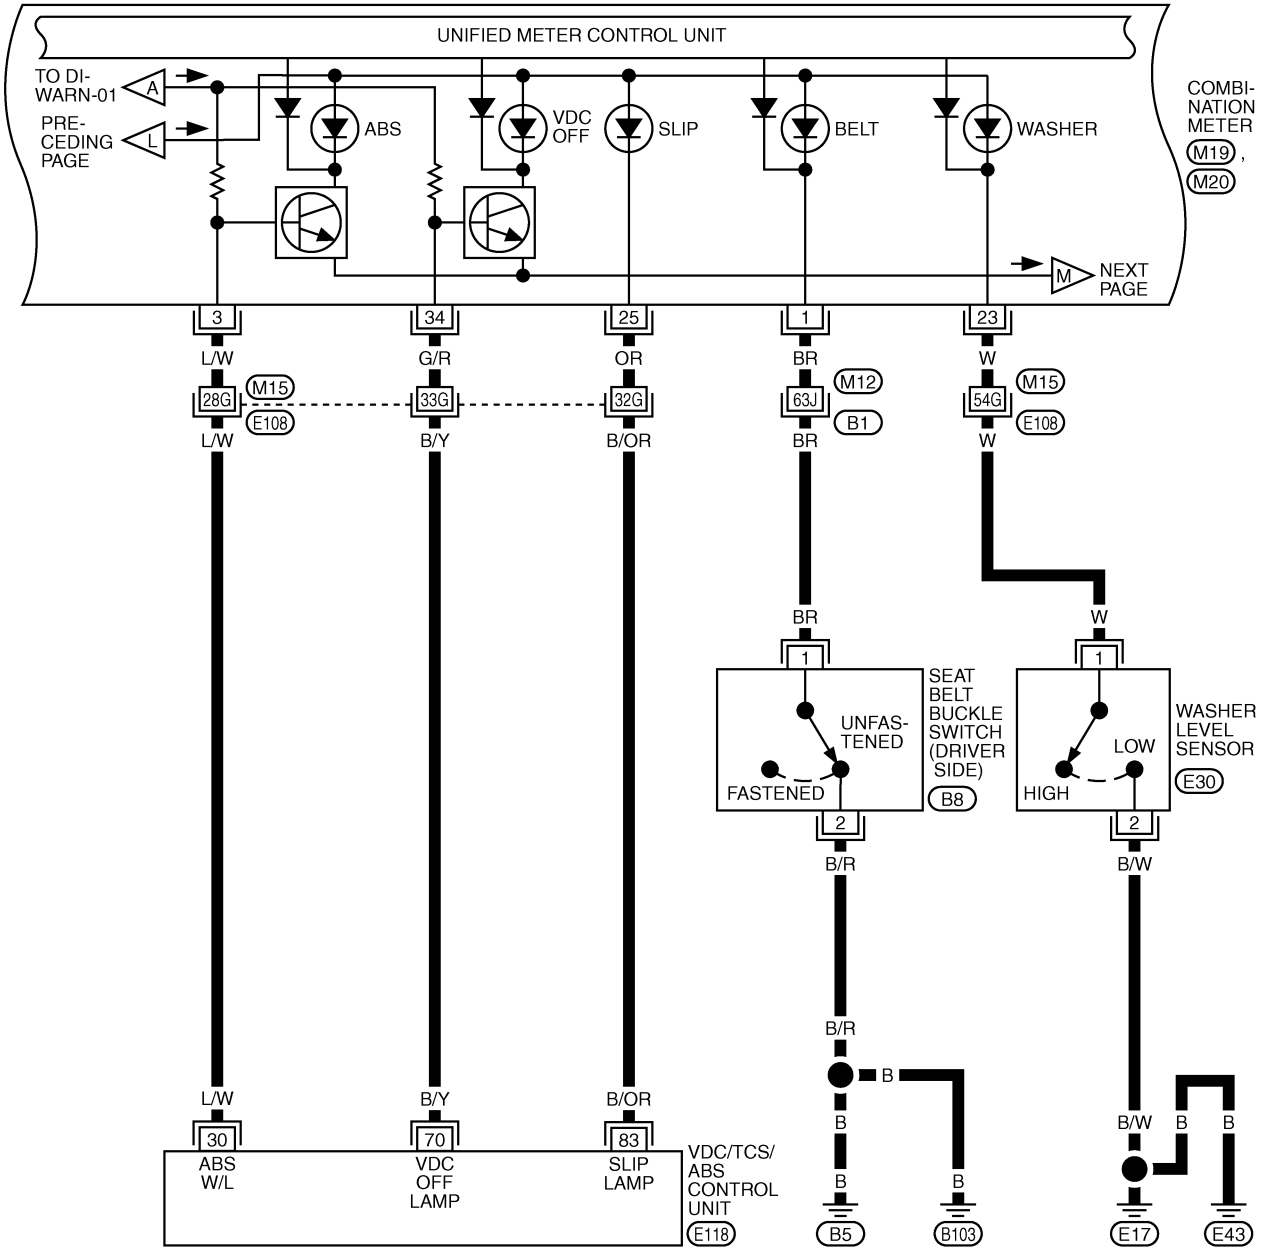 UNIFIED METER CONTROL UNIT
TO DI-
WARN-01
A
PRE-
CEDING
PAGE
L
ABS
VDC
OFF
SLIP
BELT
WASHER
COMBI-
NATION
METER
M19 ,
M20
M
NEXT
PAGE
3
34
25
1
23
L/W
G/R
OR
BR
W
28G
M15
E108
33G
32G
63J
M12
B1
54G
M15
E108
L/W
B/Y
B/OR
BR
W
BR
W
1
1
UNFAS-
TENED
FASTENED
SEAT
BELT
BUCKLE
SWITCH
(DRIVER
SIDE)
B8
LOW
HIGH
WASHER
LEVEL
SENSOR
E30
2
2
B/R
B/W
B/R
B
L/W
B/Y
B/OR
B
B/W
B
B
30
70
83
ABS
W/L
VDC
OFF
LAMP
SLIP
LAMP
VDC/TCS/
ABS
CONTROL
UNIT
E118
B
B
B5
B103
E17
E43